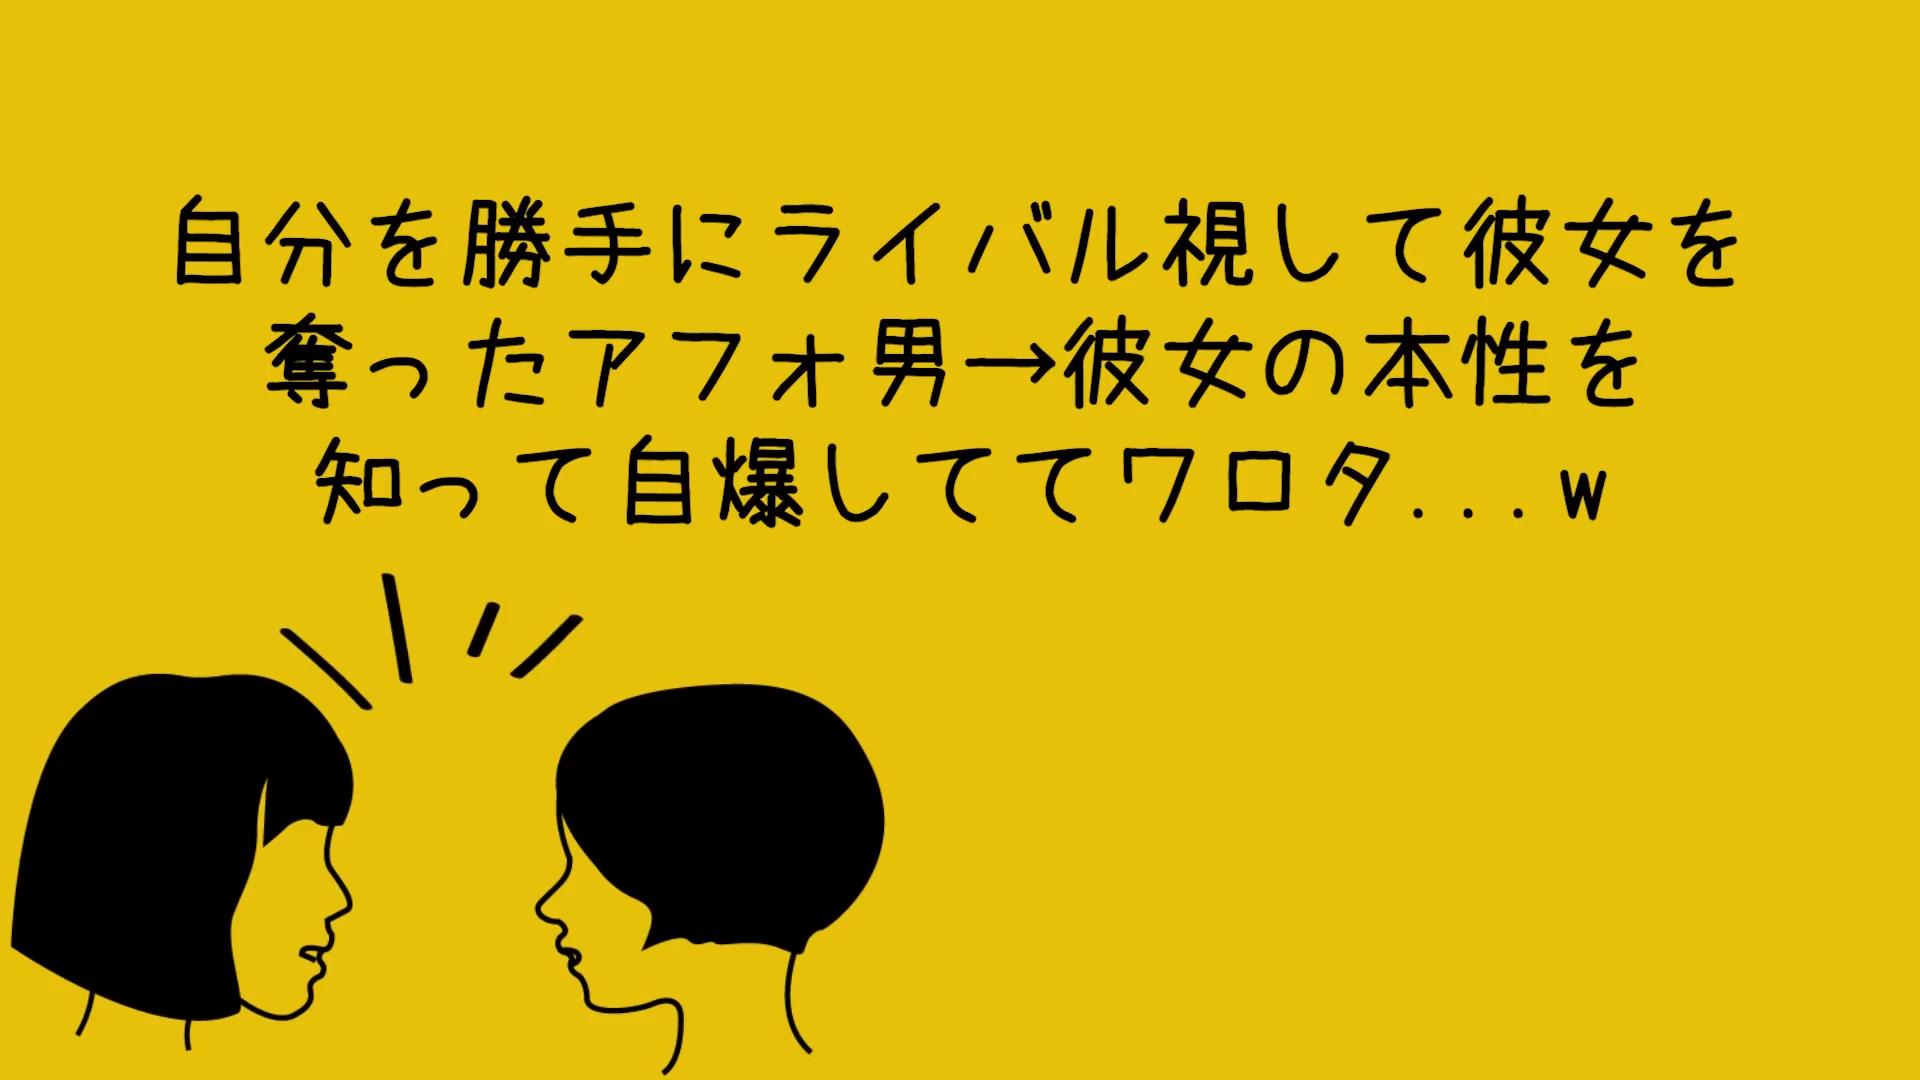 自分を勝手にライバル視して彼女を
奪ったアフォ男→彼女の本性を
知って自爆しててワロタ...w